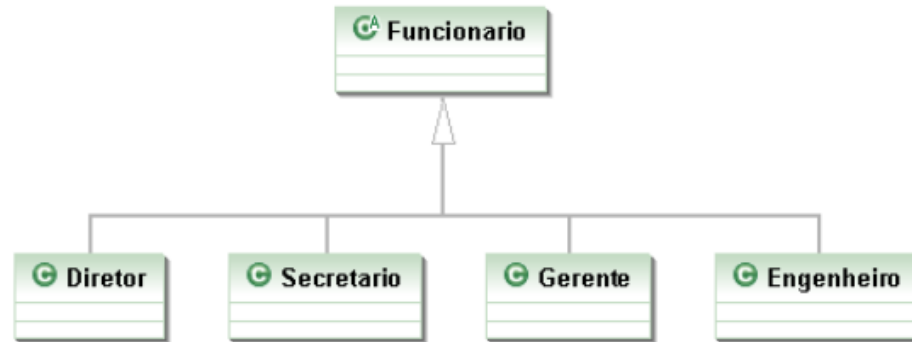 Funcionario
Diretor
Secretario
Gerente
Engenheiro